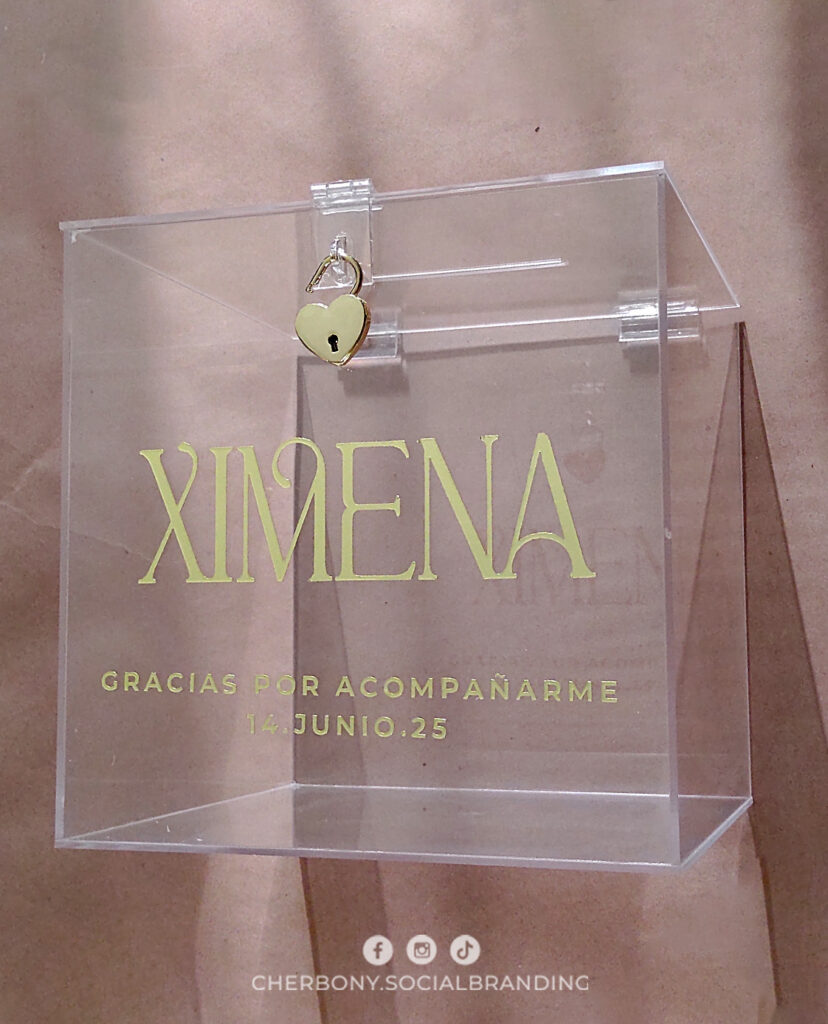 XIMENA
GRACIAS POR ACOMPAÑARME
14.JUNIO.25
CHERBONY.SOCIALBRANDING